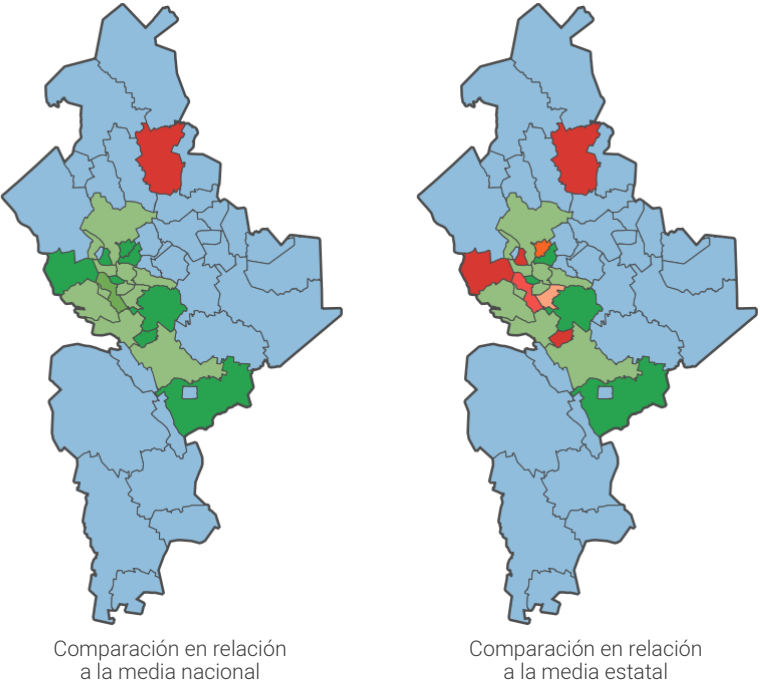 Comparación en relación
a la media nacional
Comparación en relación
a la media estatal